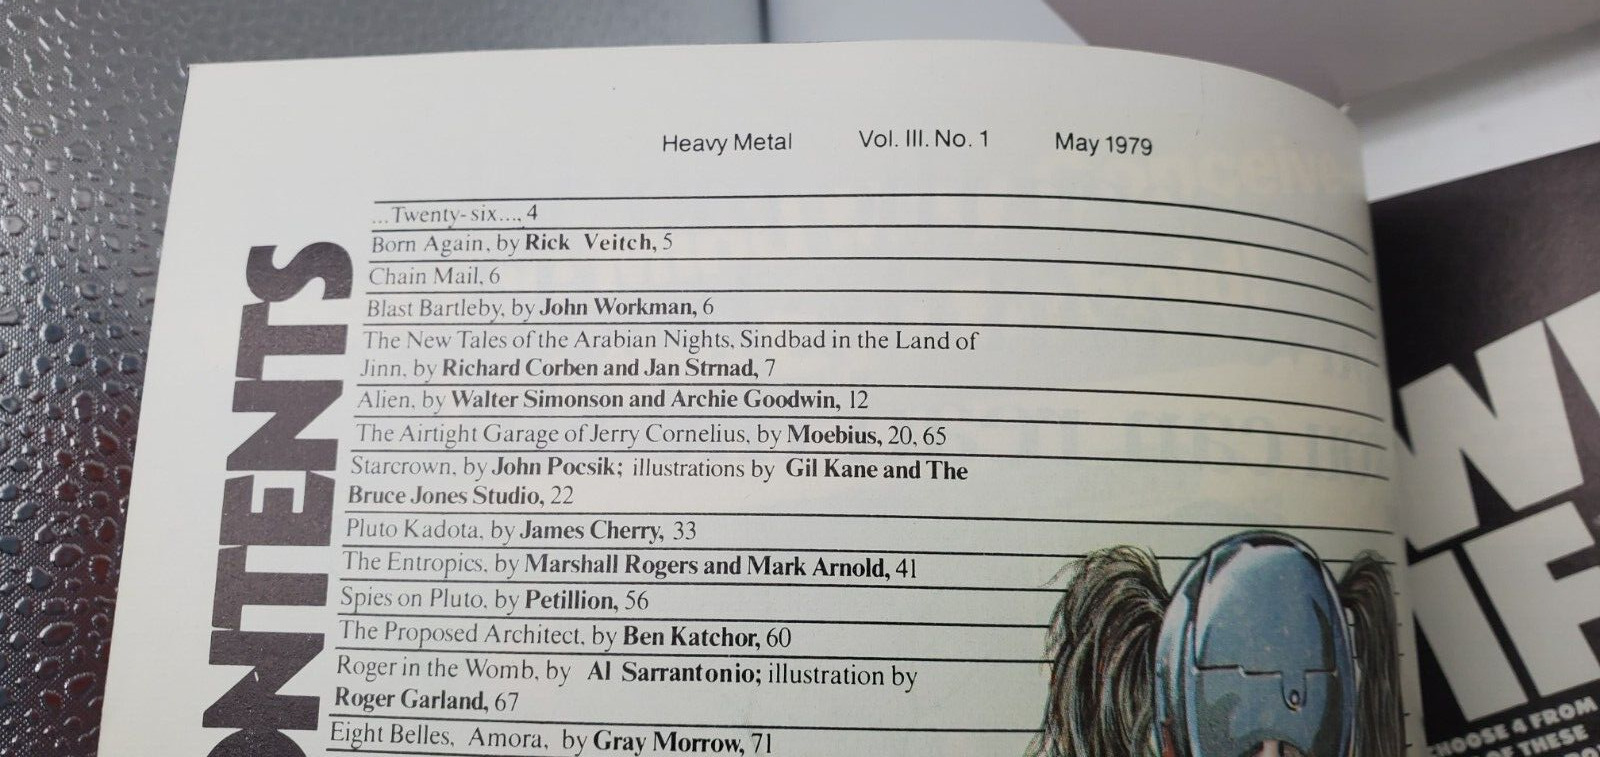 Heavy Metal Vol. III. No. 1 May 1979
...Twenty-six..., 4
Born Again, by Rick Veitch, 5
Chain Mail, 6
Blast Bartleby, by John Workman, 6
The New Tales of the Arabian Nights, Sindbad in the Land of
Jinn, by Richard Corben and Jan Strnad, 7
Alien, by Walter Simonson and Archie Goodwin, 12
The Airtight Garage of Jerry Cornelius, by Moebius, 20, 65
Starcrown, by John Pocsik; illustrations by Gil Kane and The
Bruce Jones Studio, 22
Pluto Kadota, by James Cherry, 33
The Entropics, by Marshall Rogers and Mark Arnold, 41
Spies on Pluto, by Petillion, 56
The Proposed Architect, by Ben Katchor, 60
Roger in the Womb, by Al Sarrantonio; illustration by
Roger Garland, 67
Eight Belles, Amora, by Gray Morrow, 71
ONTENTS
CHOOSE 4 FROM
OF THESE